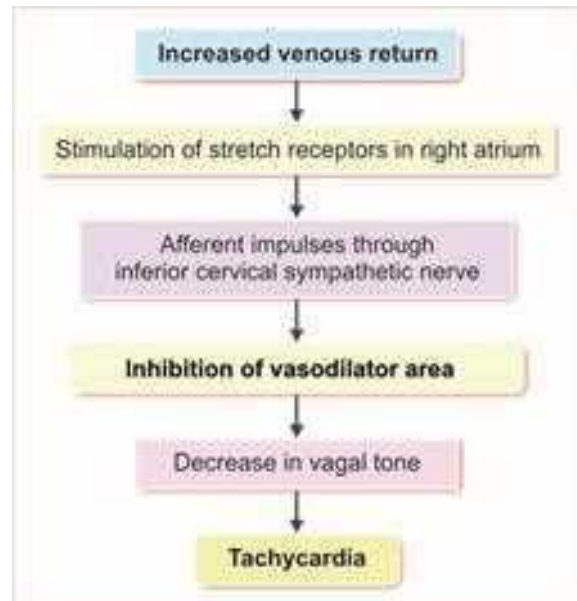 Increased venous return
Stimulation of stretch receptors in right atrium
Afferent impulses through
inferior cervical sympathetic nerve
Inhibition of vasodilator area
Decrease in vagal tone
Tachycardia